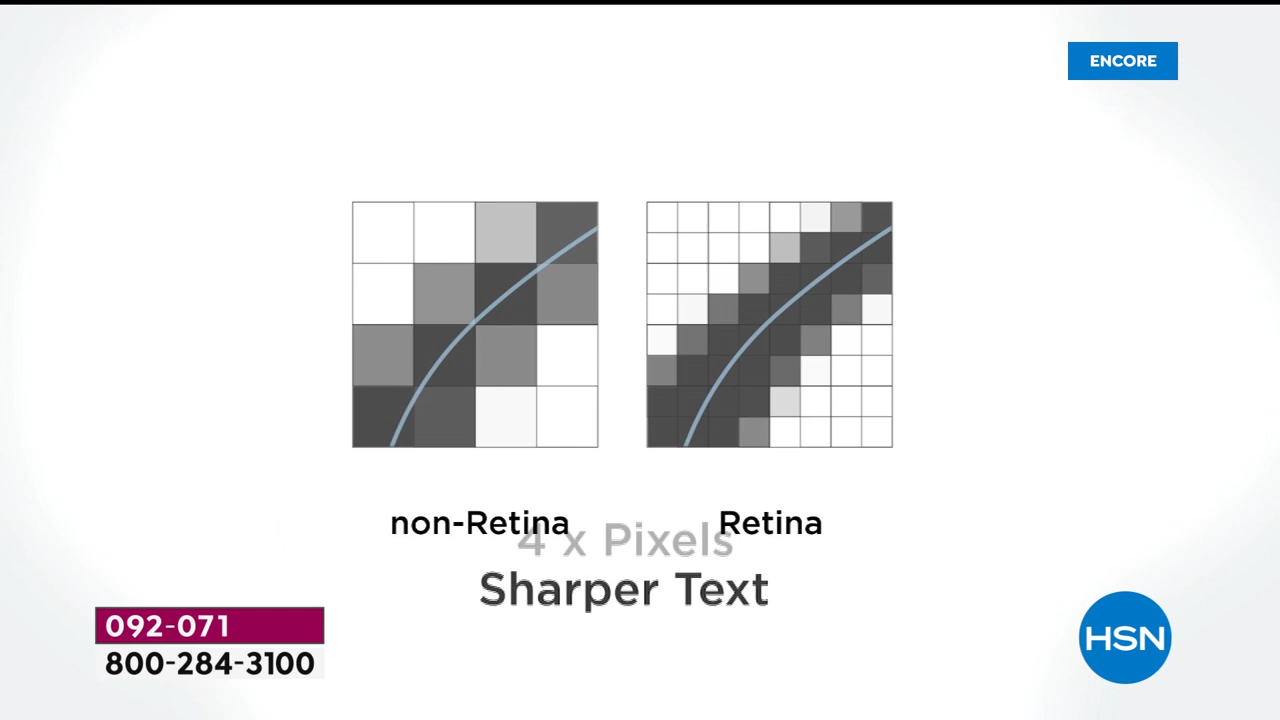 ENCORE
non-Retina
Retina
4 x Pixels
Sharper Text
092-071
800-284-3100
HSN